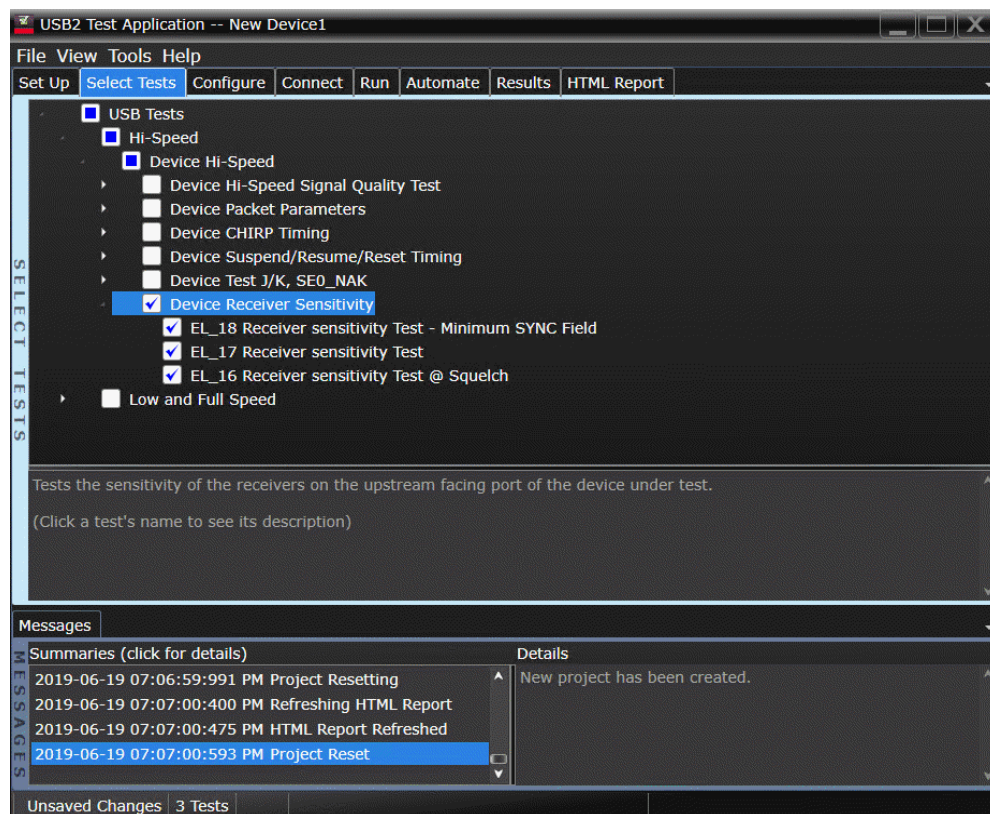 USB2 Test Application -- New Device1
File View Tools Help
Set Up Select Tests Configure Connect Run Automate Results HTML Report
SELECT TESTS
USB Tests
Hi-Speed
Device Hi-Speed
Device Hi-Speed Signal Quality Test
Device Packet Parameters
Device CHIRP Timing
Device Suspend/Resume/Reset Timing
Device Test J/K, SE0_NAK
Device Receiver Sensitivity
EL_18 Receiver sensitivity Test - Minimum SYNC Field
EL_17 Receiver sensitivity Test
EL_16 Receiver sensitivity Test @ Squelch
Low and Full Speed
Tests the sensitivity of the receivers on the upstream facing port of the device under test.
(Click a test's name to see its description)
Messages
MESSAGES
Summaries (click for details)
2019-06-19 07:06:59:991 PM Project Resetting
2019-06-19 07:07:00:400 PM Refreshing HTML Report
2019-06-19 07:07:00:475 PM HTML Report Refreshed
2019-06-19 07:07:00:593 PM Project Reset
Details
New project has been created.
Unsaved Changes 3 Tests